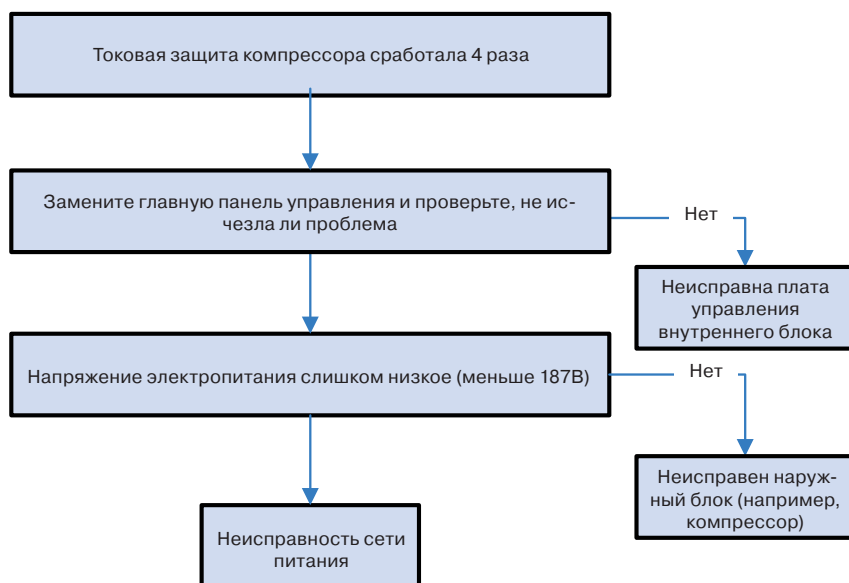 Токовая защита компрессора сработала 4 раза
Замените главную панель управления и проверьте, не ис-
чезла ли проблема
Нет
Неисправна плата
управления
внутреннего блока
Напряжение электропитания слишком низкое (меньше 187В)
Нет
Неисправен наруж-
ный блок (например,
компрессор)
Неисправность сети
питания